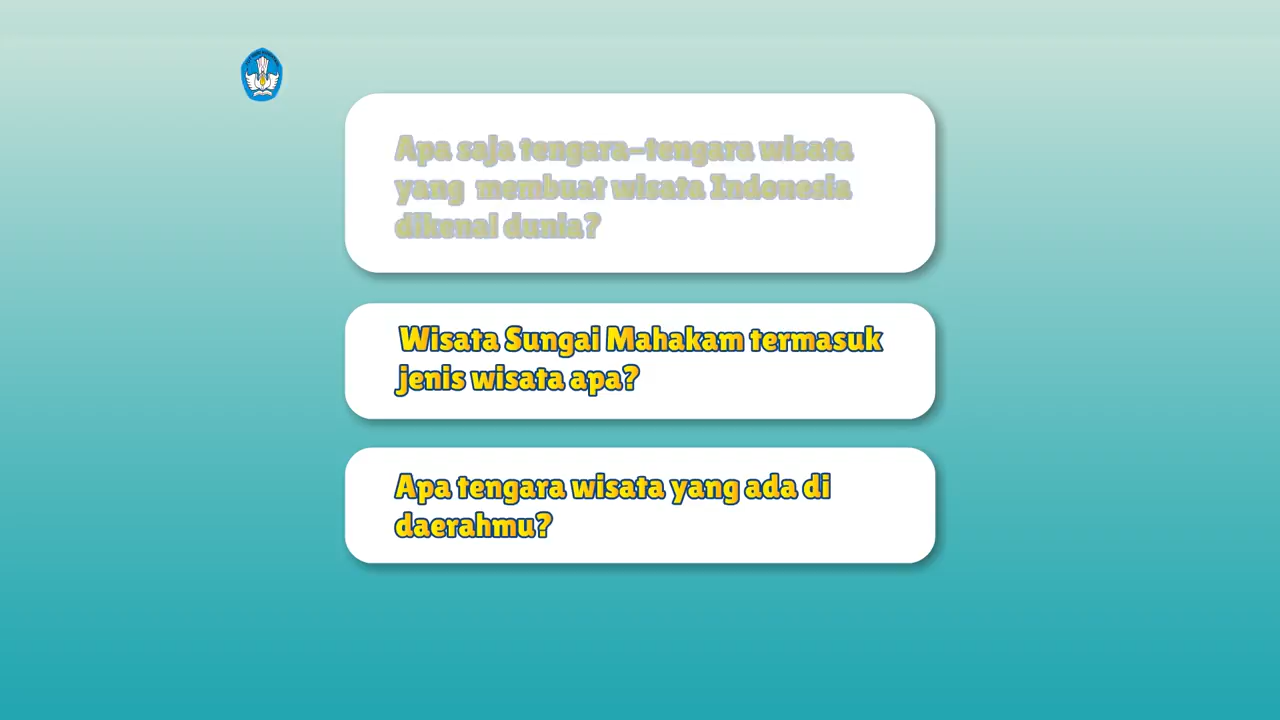 Apa saja tengara-tengara wisata
yang membuat wisata Indonesia
dikenal dunia?
Wisata Sungai Mahakam termasuk
jenis wisata apa?
Apa tengara wisata yang ada di
daerahmu?